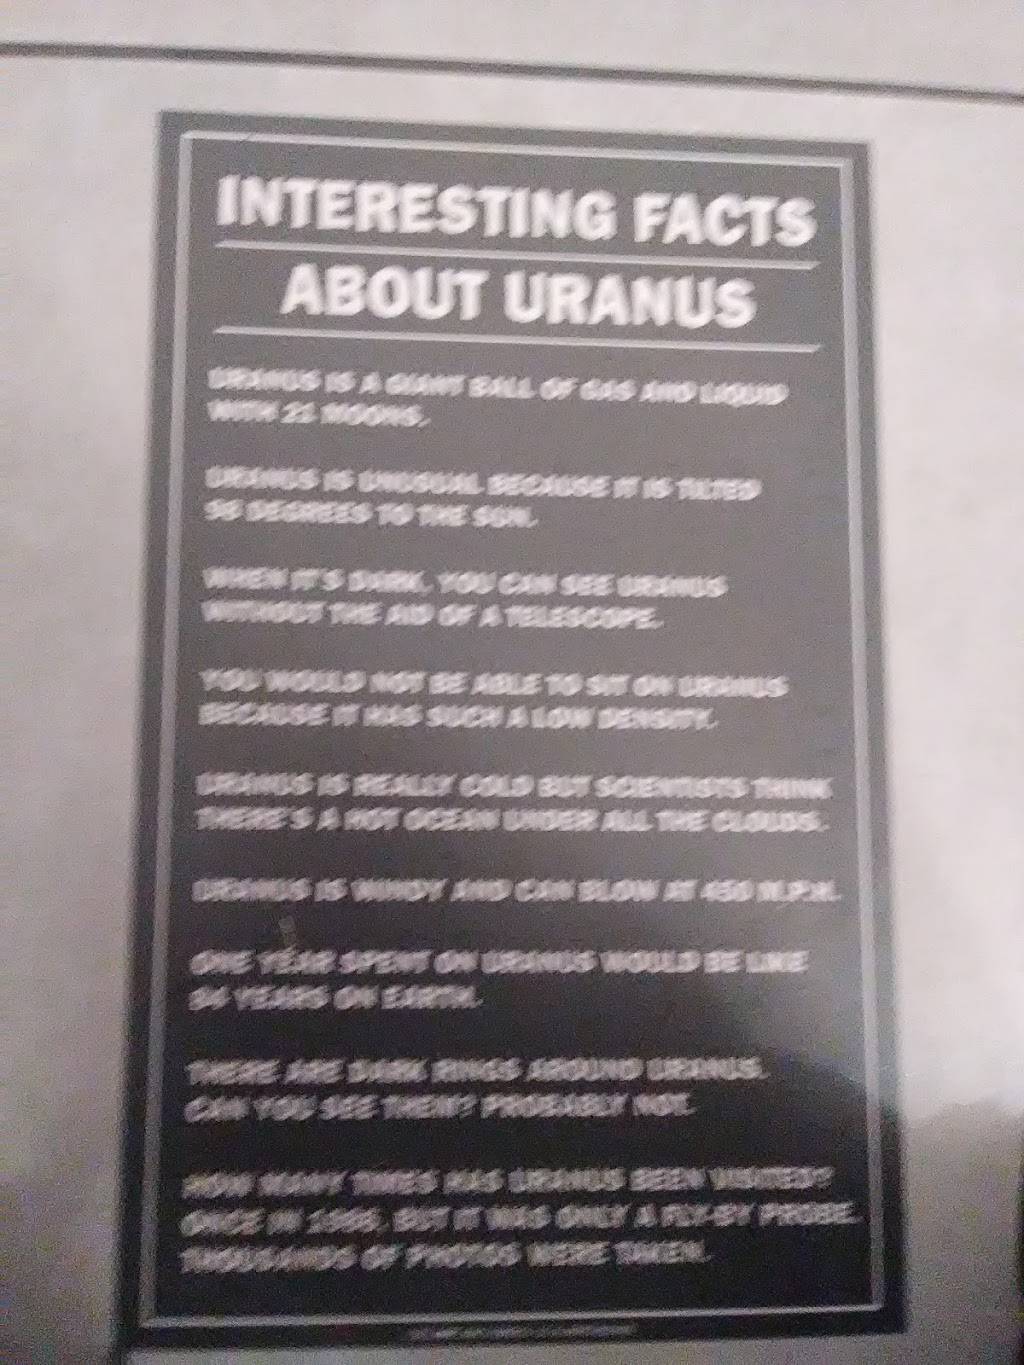 INTERESTING FACTS
ABOUT URANUS
URANUS IS A GIANT BALL OF GAS AND LIQUID
WITH 21 MOONS.
URANUS IS UNUSUAL BECAUSE IT IS TILTED
98 DEGREES TO THE SUN.
WHEN IT'S DARK, YOU CAN SEE URANUS
WITHOUT THE AID OF A TELESCOPE.
YOU WOULD NOT BE ABLE TO SIT ON URANUS
BECAUSE IT HAS SUCH A LOW DENSITY.
URANUS IS REALLY COLD BUT SCIENTISTS THINK
THERE'S A HOT OCEAN UNDER ALL THE CLOUDS.
URANUS IS WINDY AND CAN BLOW AT 450 M.P.H.
ONE YEAR SPENT ON URANUS WOULD BE LIKE
84 YEARS ON EARTH.
THERE ARE DARK RINGS AROUND URANUS.
CAN YOU SEE THEM? PROBABLY NOT.
HOW MANY TIMES HAS URANUS BEEN VISITED?
ONCE IN 1986, BUT IT WAS ONLY A FLY-BY PROBE.
THOUSANDS OF PHOTOS WERE TAKEN.